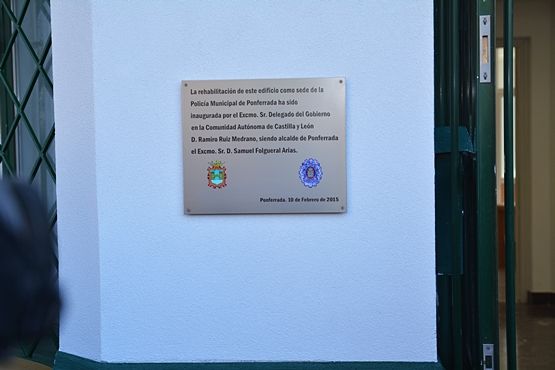 La rehabilitación de este edificio como sede de la
Policía Municipal de Ponferrada ha sido
inaugurada por el Excmo. Sr. Delegado del Gobierno
en la Comunidad Autónoma de Castilla y León
D. Ramiro Ruiz Medrano, siendo alcalde de Ponferrada
el Excmo. Sr. D. Samuel Folgueral Arias.
Ponferrada. 10 de Febrero de 2015